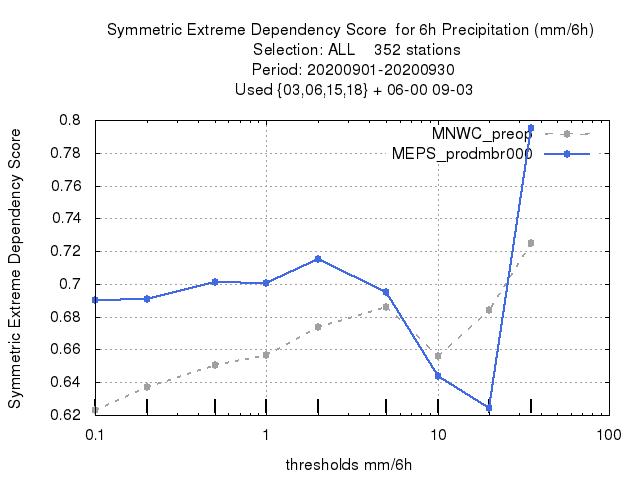 Symmetric Extreme Dependency Score  for 6h Precipitation (mm/6h)
Selection: ALL    352 stations
Period: 20200901-20200930
Used {03,06,15,18} + 06-00 09-03
Symmetric Extreme Dependency Score
0.8
0.78
0.76
0.74
0.72
0.7
0.68
0.66
0.64
0.62
MNWC_preop
MEPS_prodmbr000
0.1
1
10
100
thresholds mm/6h